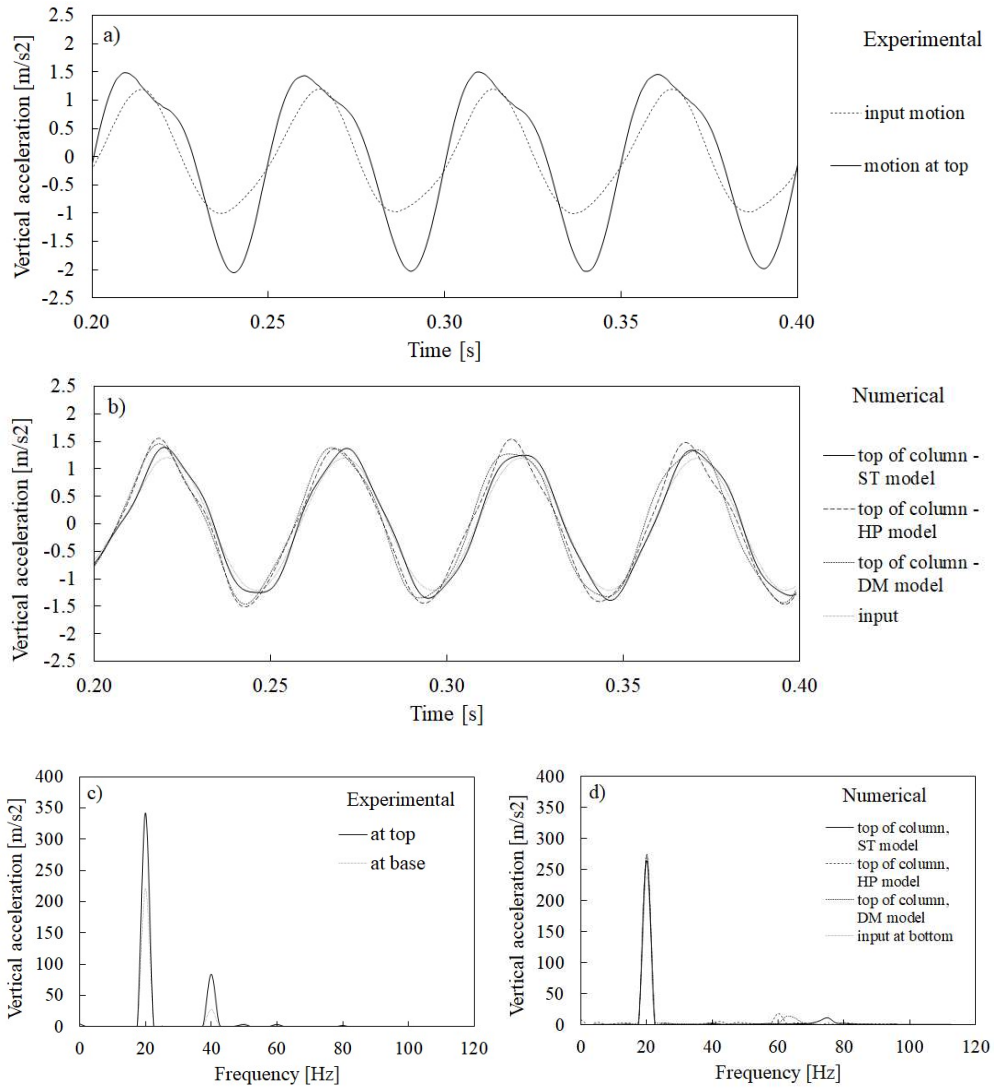 a)
Vertical acceleration [m/s2]
2.5
2
1.5
1
0.5
0
-0.5
-1
-1.5
-2
-2.5
0.20
0.25
0.30
0.35
0.40
Time [s]
Experimental
input motion
motion at top
b)
Vertical acceleration [m/s2]
2.5
2
1.5
1
0.5
0
-0.5
-1
-1.5
-2
-2.5
0.20
0.25
0.30
0.35
0.40
Time [s]
Numerical
top of column -
ST model
top of column -
HP model
top of column -
DM model
input
c)
Vertical acceleration [m/s2]
400
350
300
250
200
150
100
50
0
0
20
40
60
80
100
120
Frequency [Hz]
Experimental
at top
at base
d)
Vertical acceleration [m/s2]
400
350
300
250
200
150
100
50
0
0
20
40
60
80
100
120
Frequency [Hz]
Numerical
top of column,
ST model
top of column,
HP model
top of column,
DM model
input at bottom